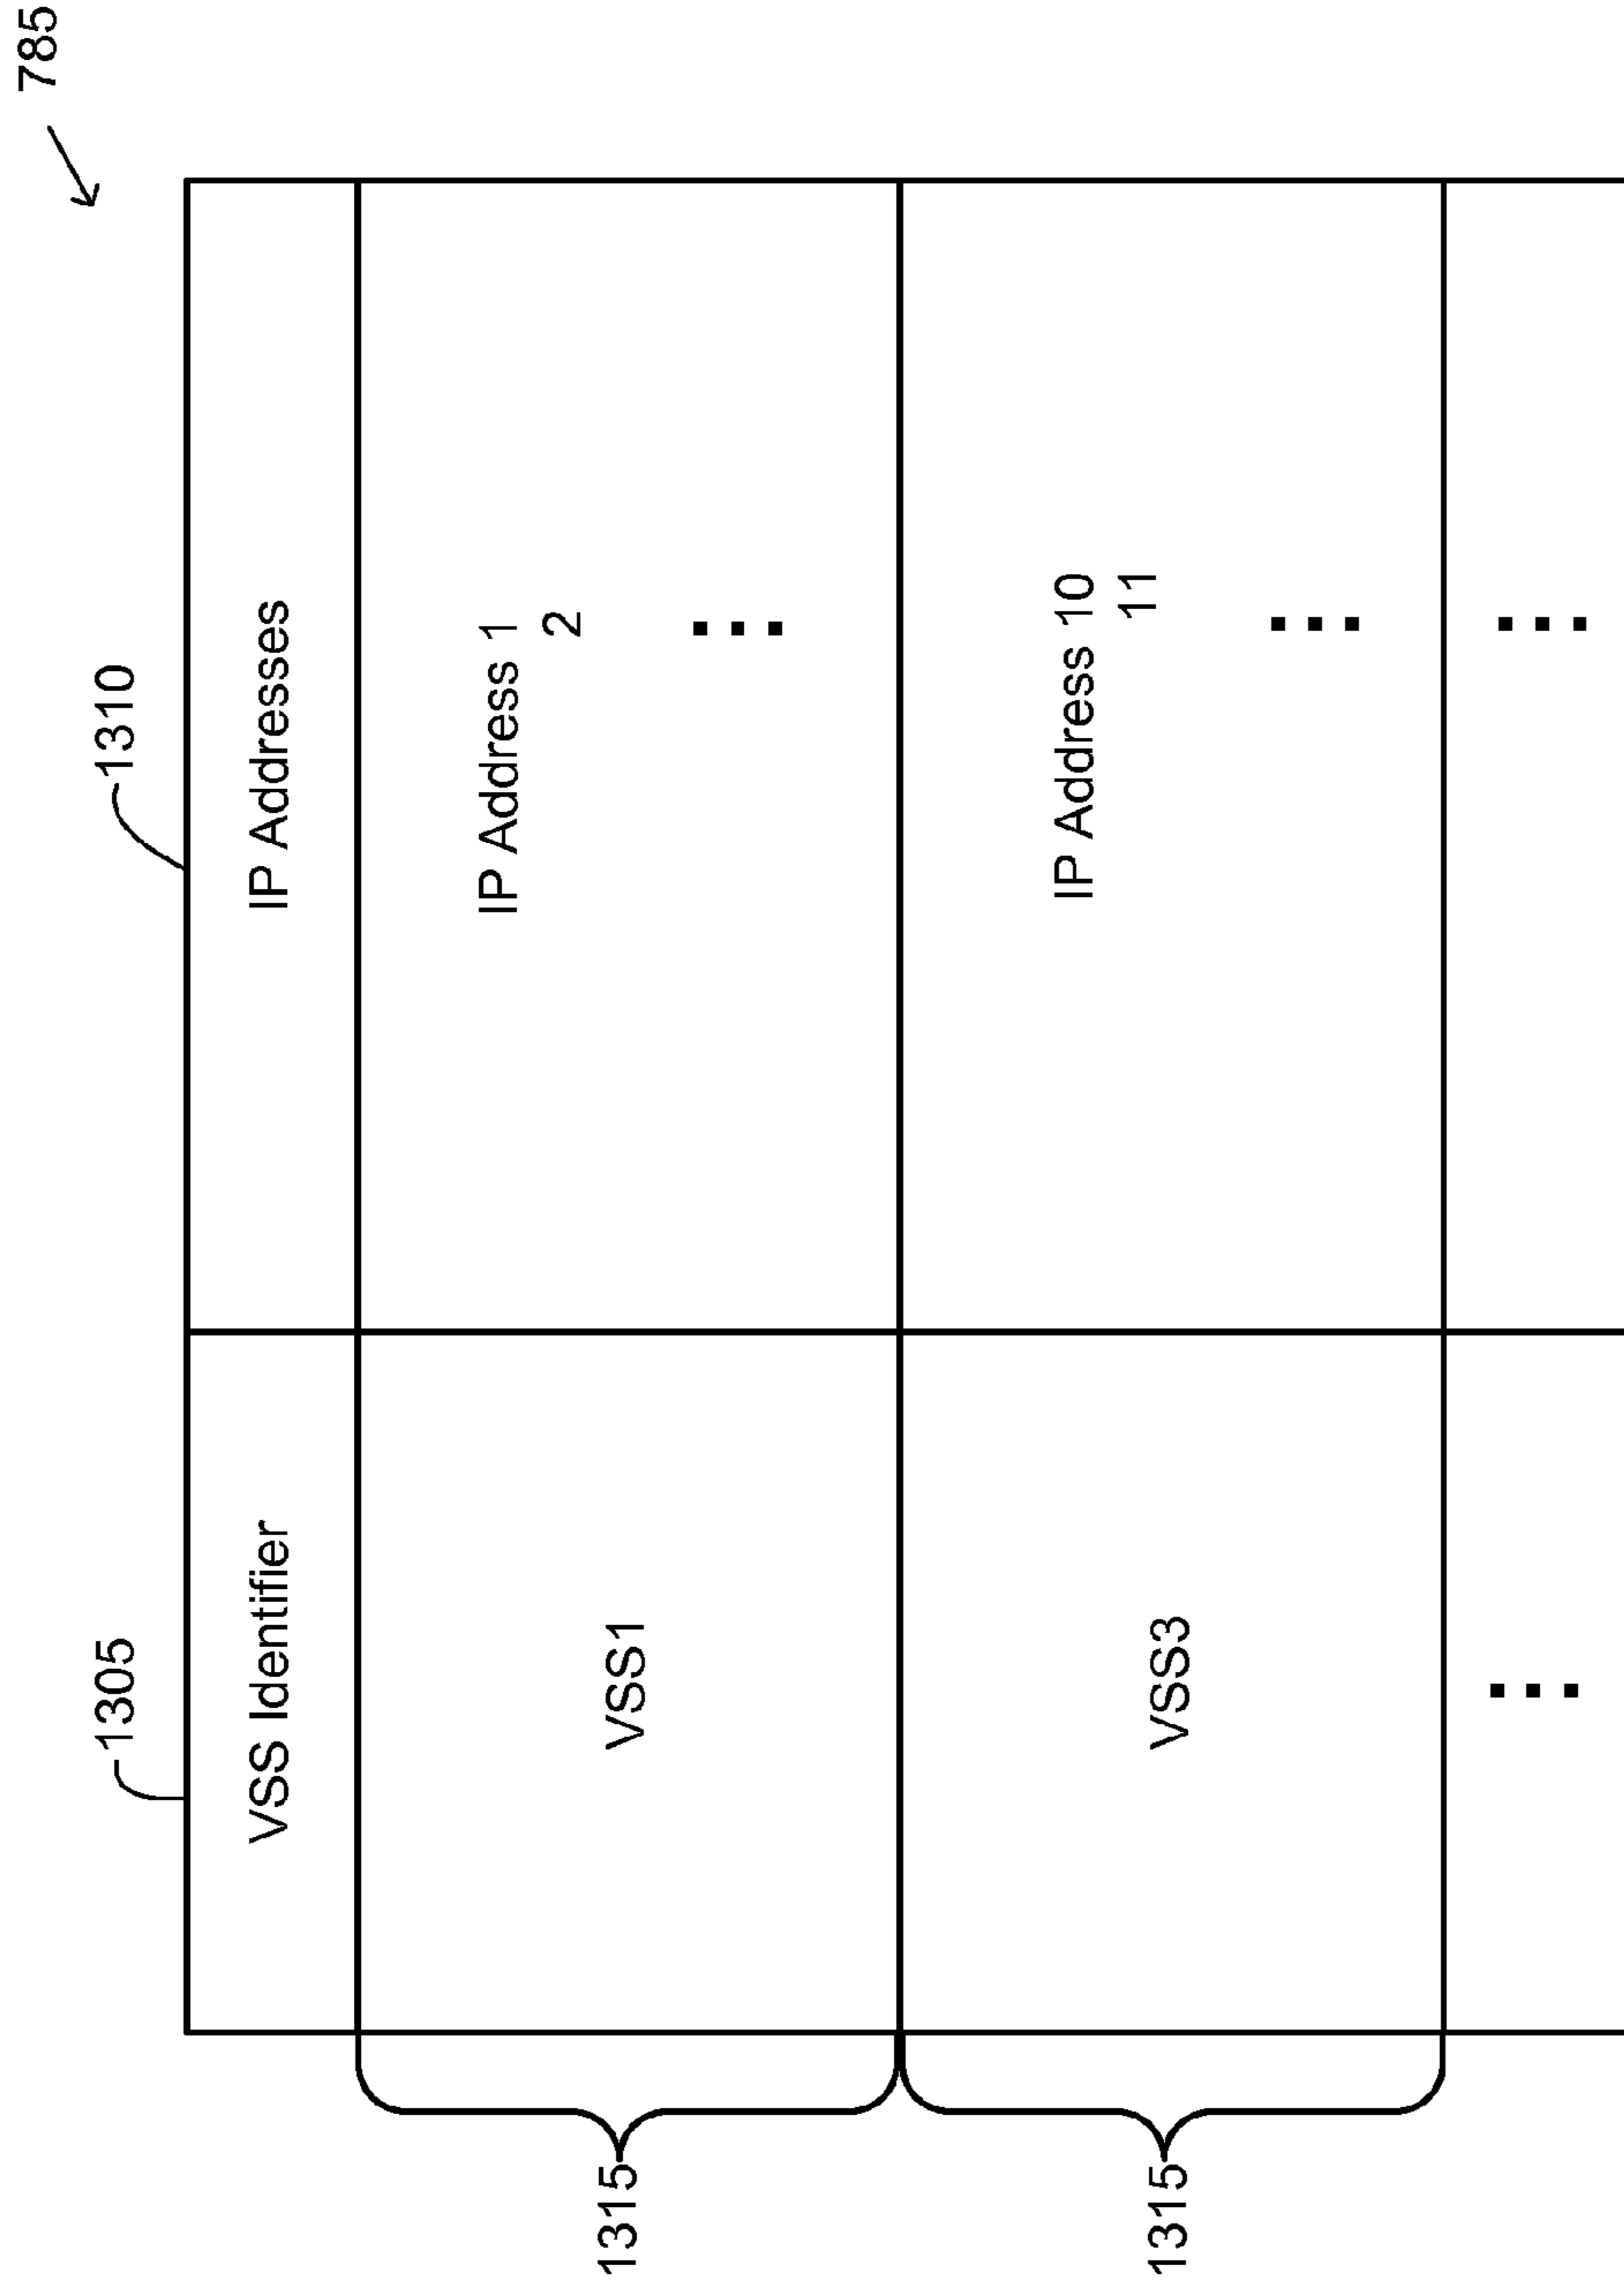 785
1305
1310
VSS Identifier
IP Addresses
1315
VSS1
IP Address 1
2
1315
VSS3
IP Address 10
11